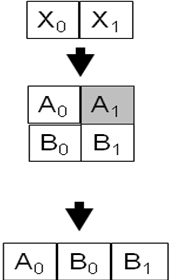 X₀ X₁
A₀ A₁
B₀ B₁
A₀ B₀ B₁